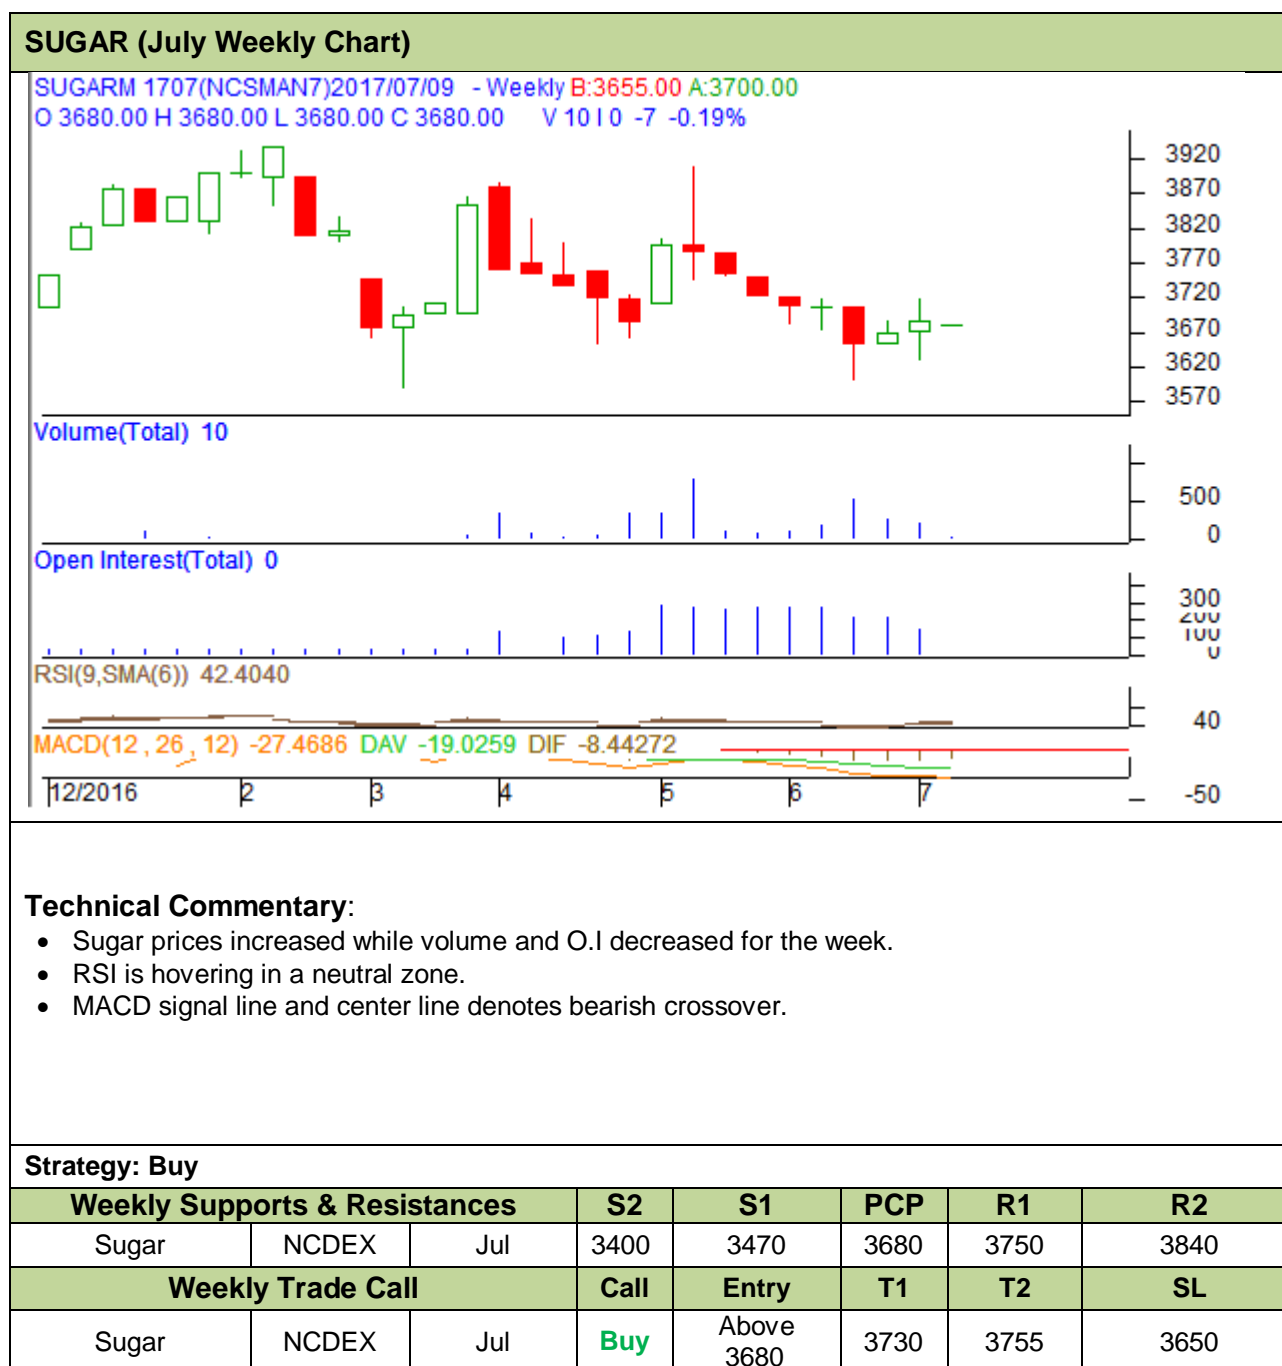 SUGAR (July Weekly Chart)
SUGARM 1707(NCSMAN7)2017/07/09 - Weekly B:3655.00 A:3700.00
O 3680.00 H 3680.00 L 3680.00 C 3680.00 V 10 I 0 -7 -0.19%
3920
3870
3820
3770
3720
3670
3620
3570
Volume(Total) 10
500
0
Open Interest(Total) 0
300
200
100
0
RSI(9,SMA(6)) 42.4040
40
MACD(12 , 26 , 12) -27.4686 DAV -19.0259 DIF -8.44272
12/2016 2 3 4 5 6 7
-50
Technical Commentary:
• Sugar prices increased while volume and O.I decreased for the week.
• RSI is hovering in a neutral zone.
• MACD signal line and center line denotes bearish crossover.
Strategy: Buy
Weekly Supports & Resistances S2 S1 PCP R1 R2
Sugar NCDEX Jul 3400 3470 3680 3750 3840
Weekly Trade Call Call Entry T1 T2 SL
Sugar NCDEX Jul Buy Above 3680 3730 3755 3650